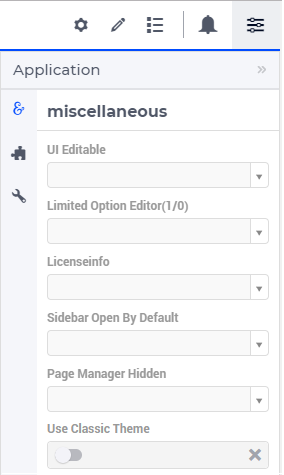 Application
miscellaneous
UI Editable
Limited Option Editor(1/0)
Licenseinfo
Sidebar Open By Default
Page Manager Hidden
Use Classic Theme